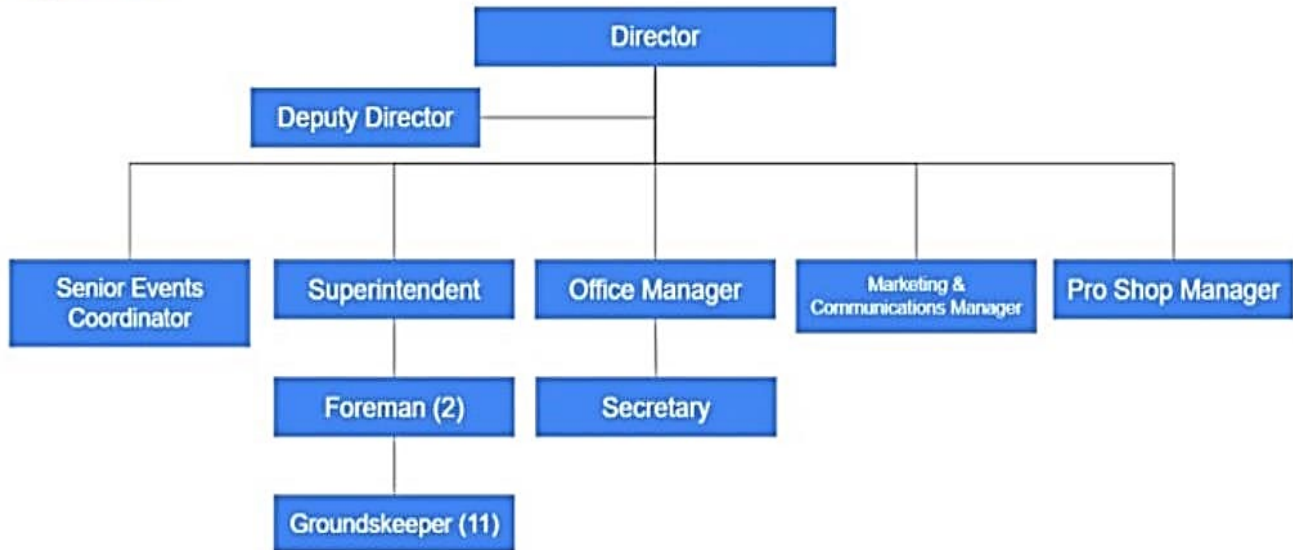 Director
Deputy Director
Senior Events
Coordinator
Superintendent
Office Manager
Marketing &
Communications Manager
Pro Shop Manager
Foreman (2)
Secretary
Groundskeeper (11)